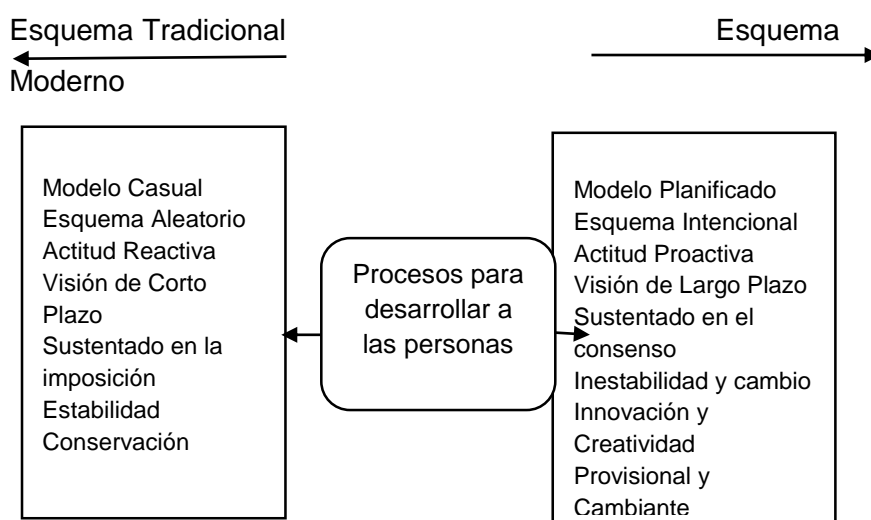 Esquema Tradicional Esquema
Moderno
Modelo Casual
Esquema Aleatorio
Actitud Reactiva
Visión de Corto
Plazo
Sustentado en la
imposición
Estabilidad
Conservación
Procesos para
desarrollar a
las personas
Modelo Planificado
Esquema Intencional
Actitud Proactiva
Visión de Largo Plazo
Sustentado en el
consenso
Inestabilidad y cambio
Innovación y
Creatividad
Provisional y
Cambiante